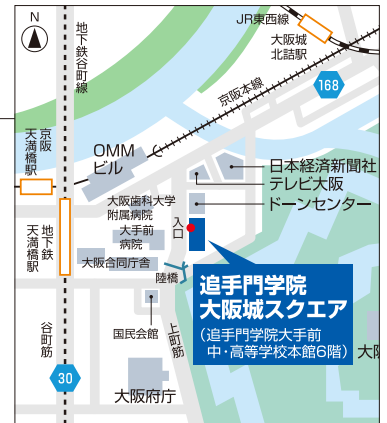 N
JR東西線
大阪城
北詰駅
地下鉄谷町線
168
京阪本線
京阪
天満橋駅
OMM
ビル
日本経済新聞社
テレビ大阪
ドーンセンター
大阪歯科大学
附属病院
入口
大手前
病院
地下鉄
天満橋駅
大阪合同庁舎
陸橋
追手門学院
大阪城スクエア
（追手門学院大手前
中・高等学校本館6階）
国民会館
上町筋
谷町筋
30
大阪府庁
大阪